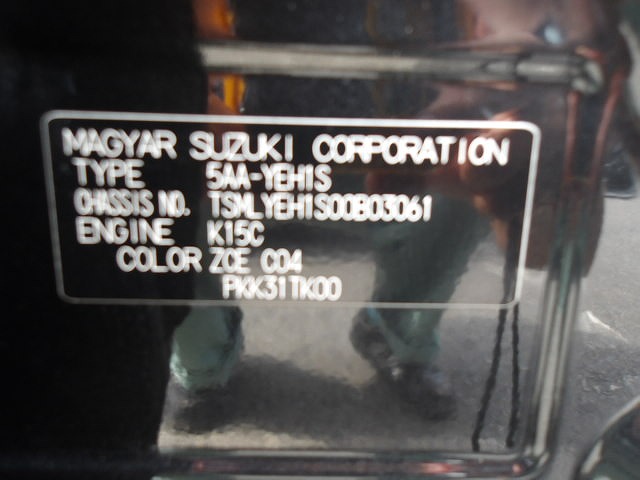 MAGYAR SUZUKI CORPORATION
TYPE 5AA-YEH1S
CHASSIS NO. TSMLYEH1S00B03061
ENGINE K15C
COLOR ZCE C04
PKK31TK00